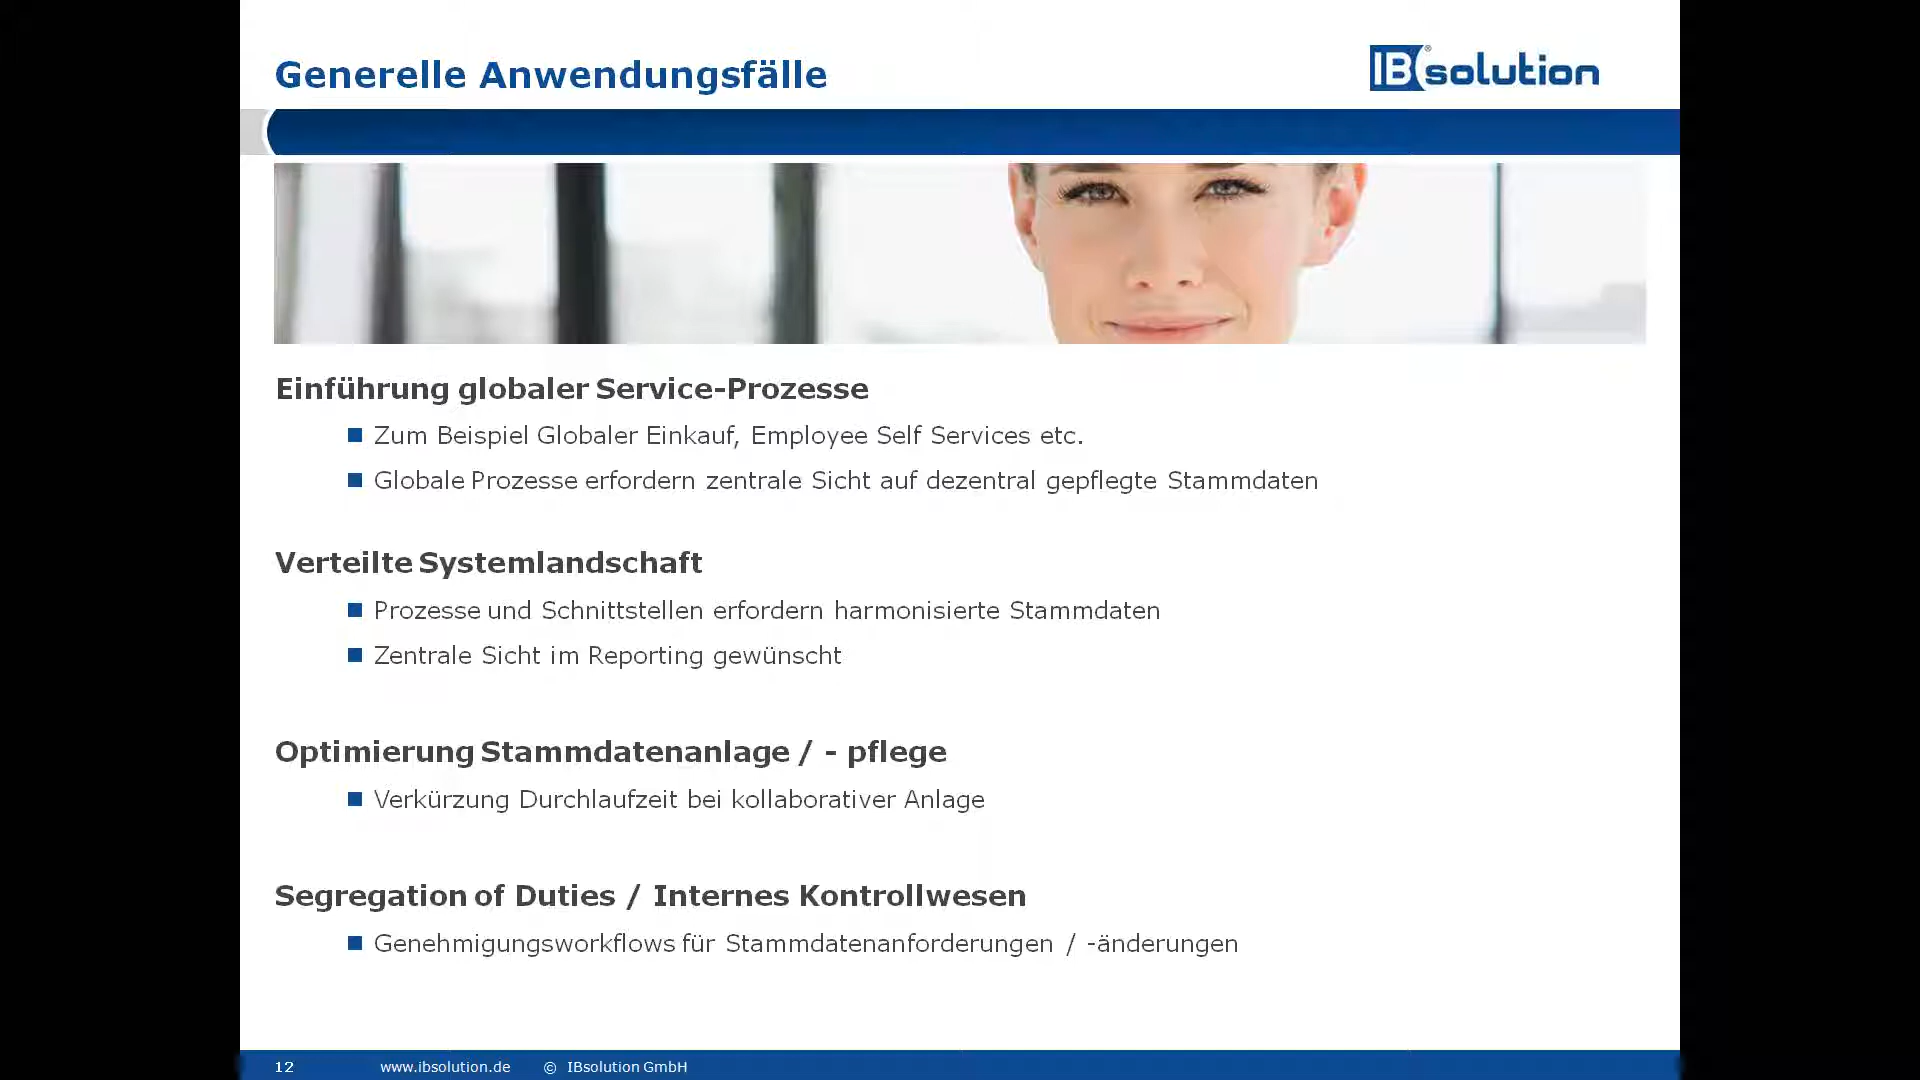 Generelle Anwendungsfälle
IBsolution®
Einführung globaler Service-Prozesse
Zum Beispiel Globaler Einkauf, Employee Self Services etc.
Globale Prozesse erfordern zentrale Sicht auf dezentral gepflegte Stammdaten
Verteilte Systemlandschaft
Prozesse und Schnittstellen erfordern harmonisierte Stammdaten
Zentrale Sicht im Reporting gewünscht
Optimierung Stammdatenanlage / - pflege
Verkürzung Durchlaufzeit bei kollaborativer Anlage
Segregation of Duties / Internes Kontrollwesen
Genehmigungsworkflows für Stammdatenanforderungen / -änderungen
12 www.ibsolution.de © IBsolution GmbH